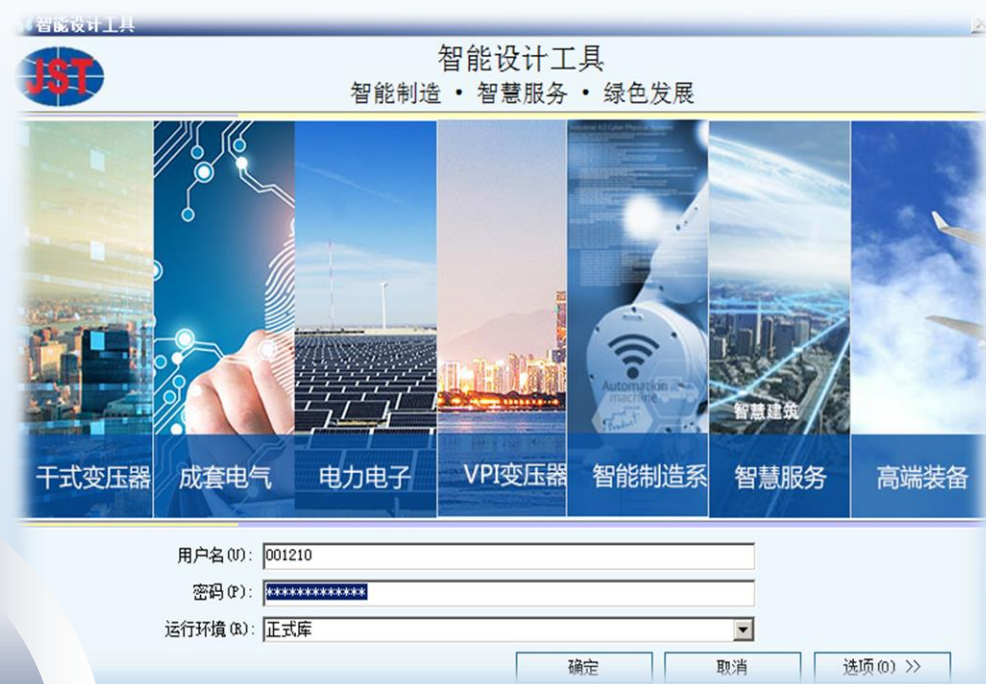 智能设计工具
JST
智能设计工具
智能制造 • 智慧服务 • 绿色发展
Automation
machine
Product
智慧建筑
干式变压器
成套电气
电力电子
VPI变压器
智能制造系
智慧服务
高端装备
用户名(U): 001210
密码(P): *************
运行环境(R): 正式库
确定 取消 选项(O) >>